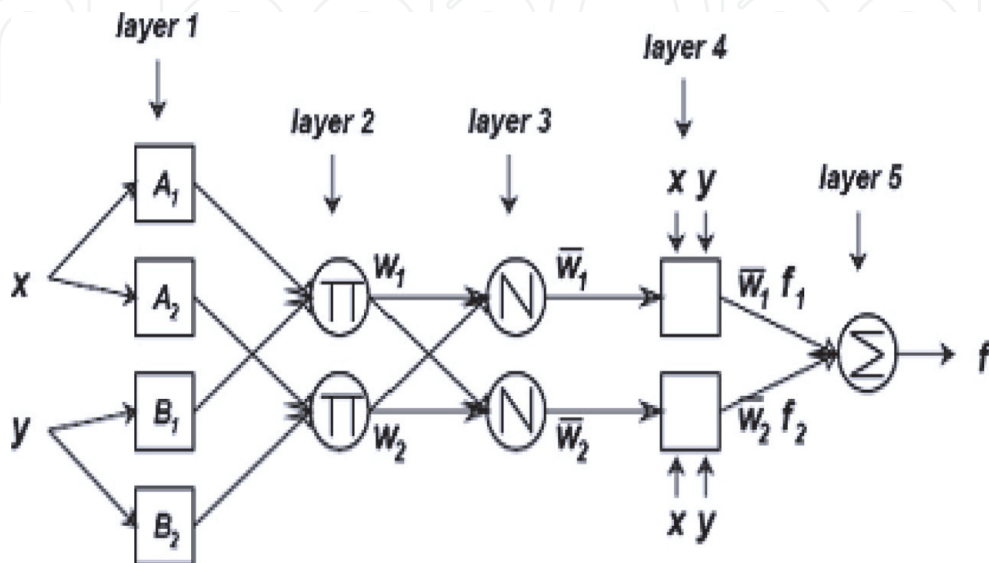 layer 1
layer 4
layer 2
layer 3
x y
layer 5
A₁
x
A₂
Π
w₁
N
w̅₁
w̅₁ f₁
Σ
f
y
B₁
Π
w₂
N
w̅₂
w̅₂ f₂
B₂
x y